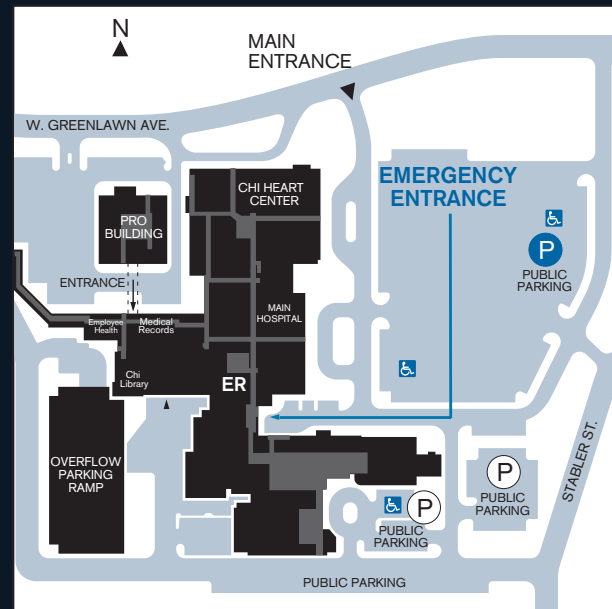 N
MAIN
ENTRANCE
W. GREENLAWN AVE.
EMERGENCY
ENTRANCE
CHI HEART
CENTER
PRO
BUILDING
P
PUBLIC
PARKING
ENTRANCE
MAIN
HOSPITAL
Employee
Health
Medical
Records
Chi
Library
ER
OVERFLOW
PARKING
RAMP
P
PUBLIC
PARKING
P
PUBLIC
PARKING
STABLER ST.
PUBLIC PARKING